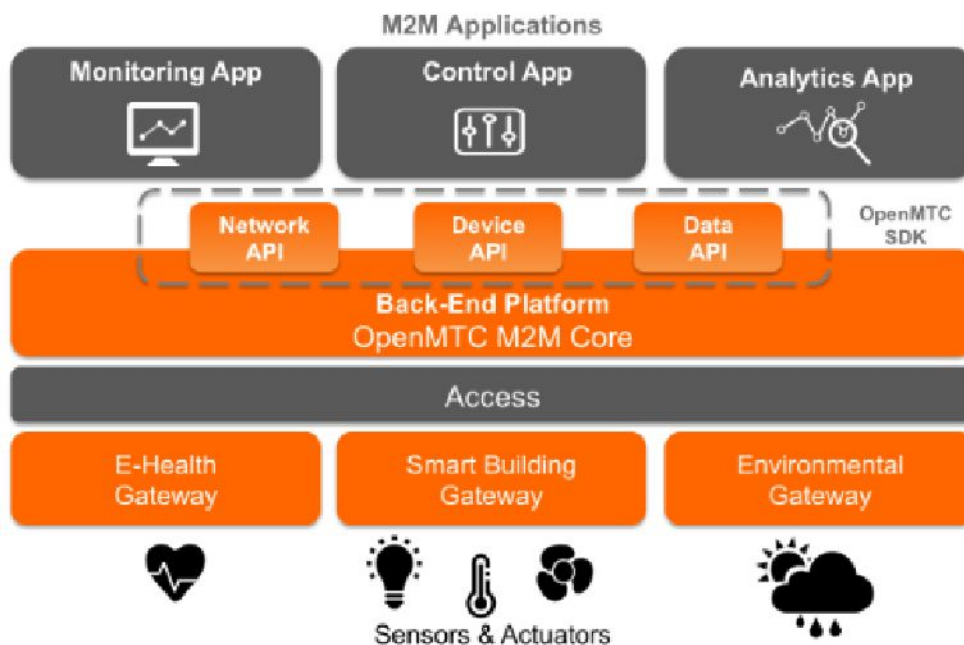 M2M Applications
Monitoring App
Control App
Analytics App
Network
API
Device
API
Data
API
OpenMTC
SDK
Back-End Platform
OpenMTC M2M Core
Access
E-Health
Gateway
Smart Building
Gateway
Environmental
Gateway
Sensors & Actuators